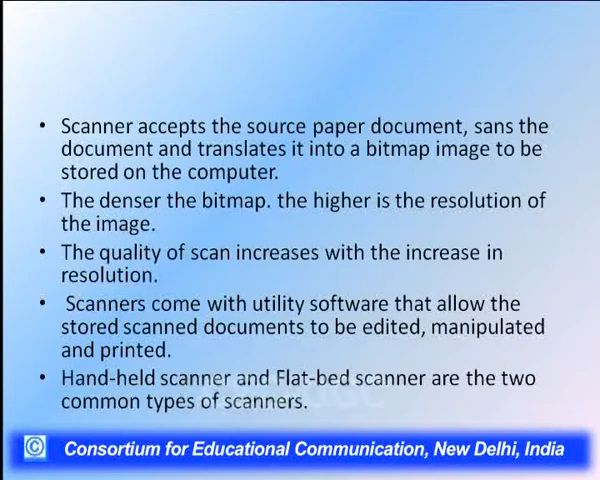 • Scanner accepts the source paper document, sans the
document and translates it into a bitmap image to be
stored on the computer.
• The denser the bitmap. the higher is the resolution of
the image.
• The quality of scan increases with the increase in
resolution.
• Scanners come with utility software that allow the
stored scanned documents to be edited, manipulated
and printed.
• Hand-held scanner and Flat-bed scanner are the two
common types of scanners.
© Consortium for Educational Communication, New Delhi, India